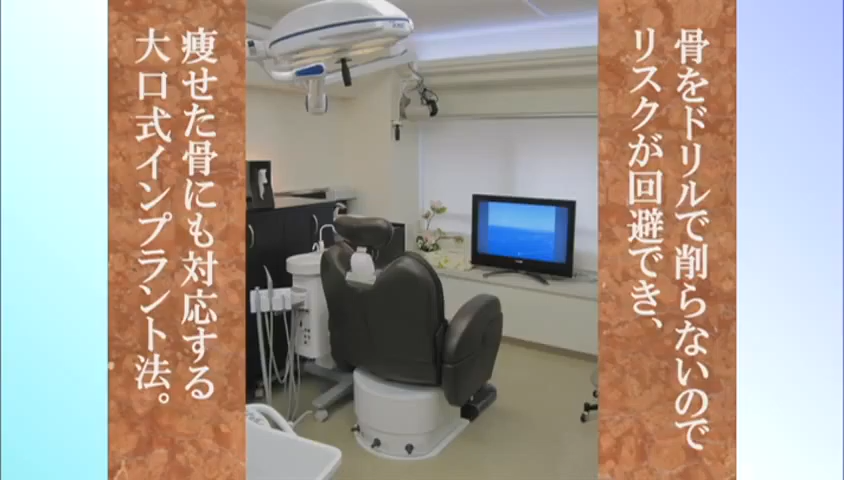 骨をドリルで削らないので
リスクが回避でき、
痩せた骨にも対応する
大口式インプラント法。